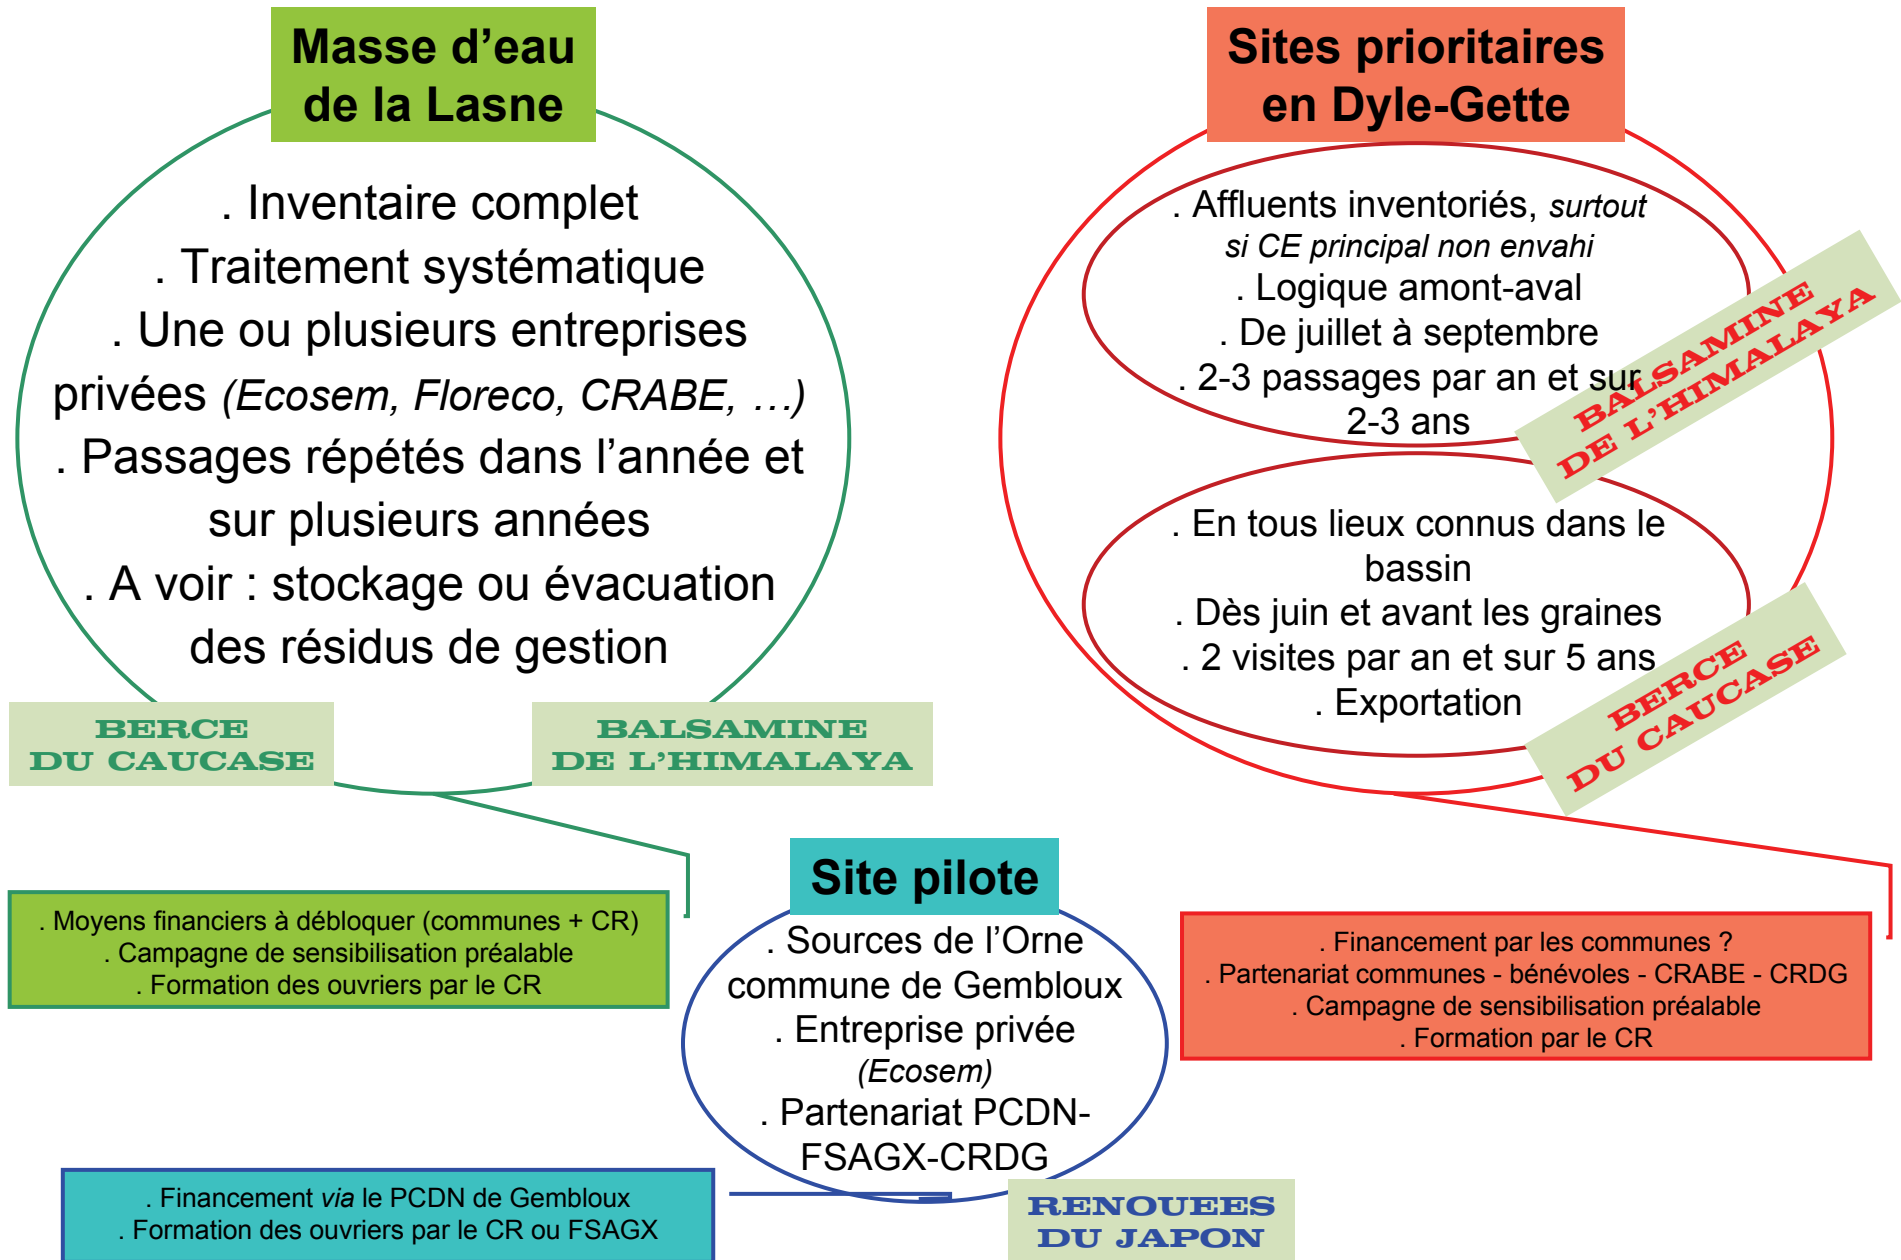 Masse d’eau
de la Lasne
. Inventaire complet
. Traitement systématique
. Une ou plusieurs entreprises
privées (Ecosem, Floreco, CRABE, …)
. Passages répétés dans l’année et
sur plusieurs années
. A voir : stockage ou évacuation
des résidus de gestion
BERCE
DU CAUCASE
BALSAMINE
DE L’HIMALAYA
. Moyens financiers à débloquer (communes + CR)
. Campagne de sensibilisation préalable
. Formation des ouvriers par le CR
Sites prioritaires
en Dyle-Gette
. Affluents inventoriés, surtout
si CE principal non envahi
. Logique amont-aval
. De juillet à septembre
. 2-3 passages par an et sur
2-3 ans
BALSAMINE
DE L’HIMALAYA
. En tous lieux connus dans le
bassin
. Dès juin et avant les graines
. 2 visites par an et sur 5 ans
. Exportation
BERCE
DU CAUCASE
. Financement par les communes ?
. Partenariat communes - bénévoles - CRABE - CRDG
. Campagne de sensibilisation préalable
. Formation par le CR
Site pilote
. Sources de l’Orne
commune de Gembloux
. Entreprise privée
(Ecosem)
. Partenariat PCDN-
FSAGX-CRDG
RENOUEES
DU JAPON
. Financement via le PCDN de Gembloux
. Formation des ouvriers par le CR ou FSAGX